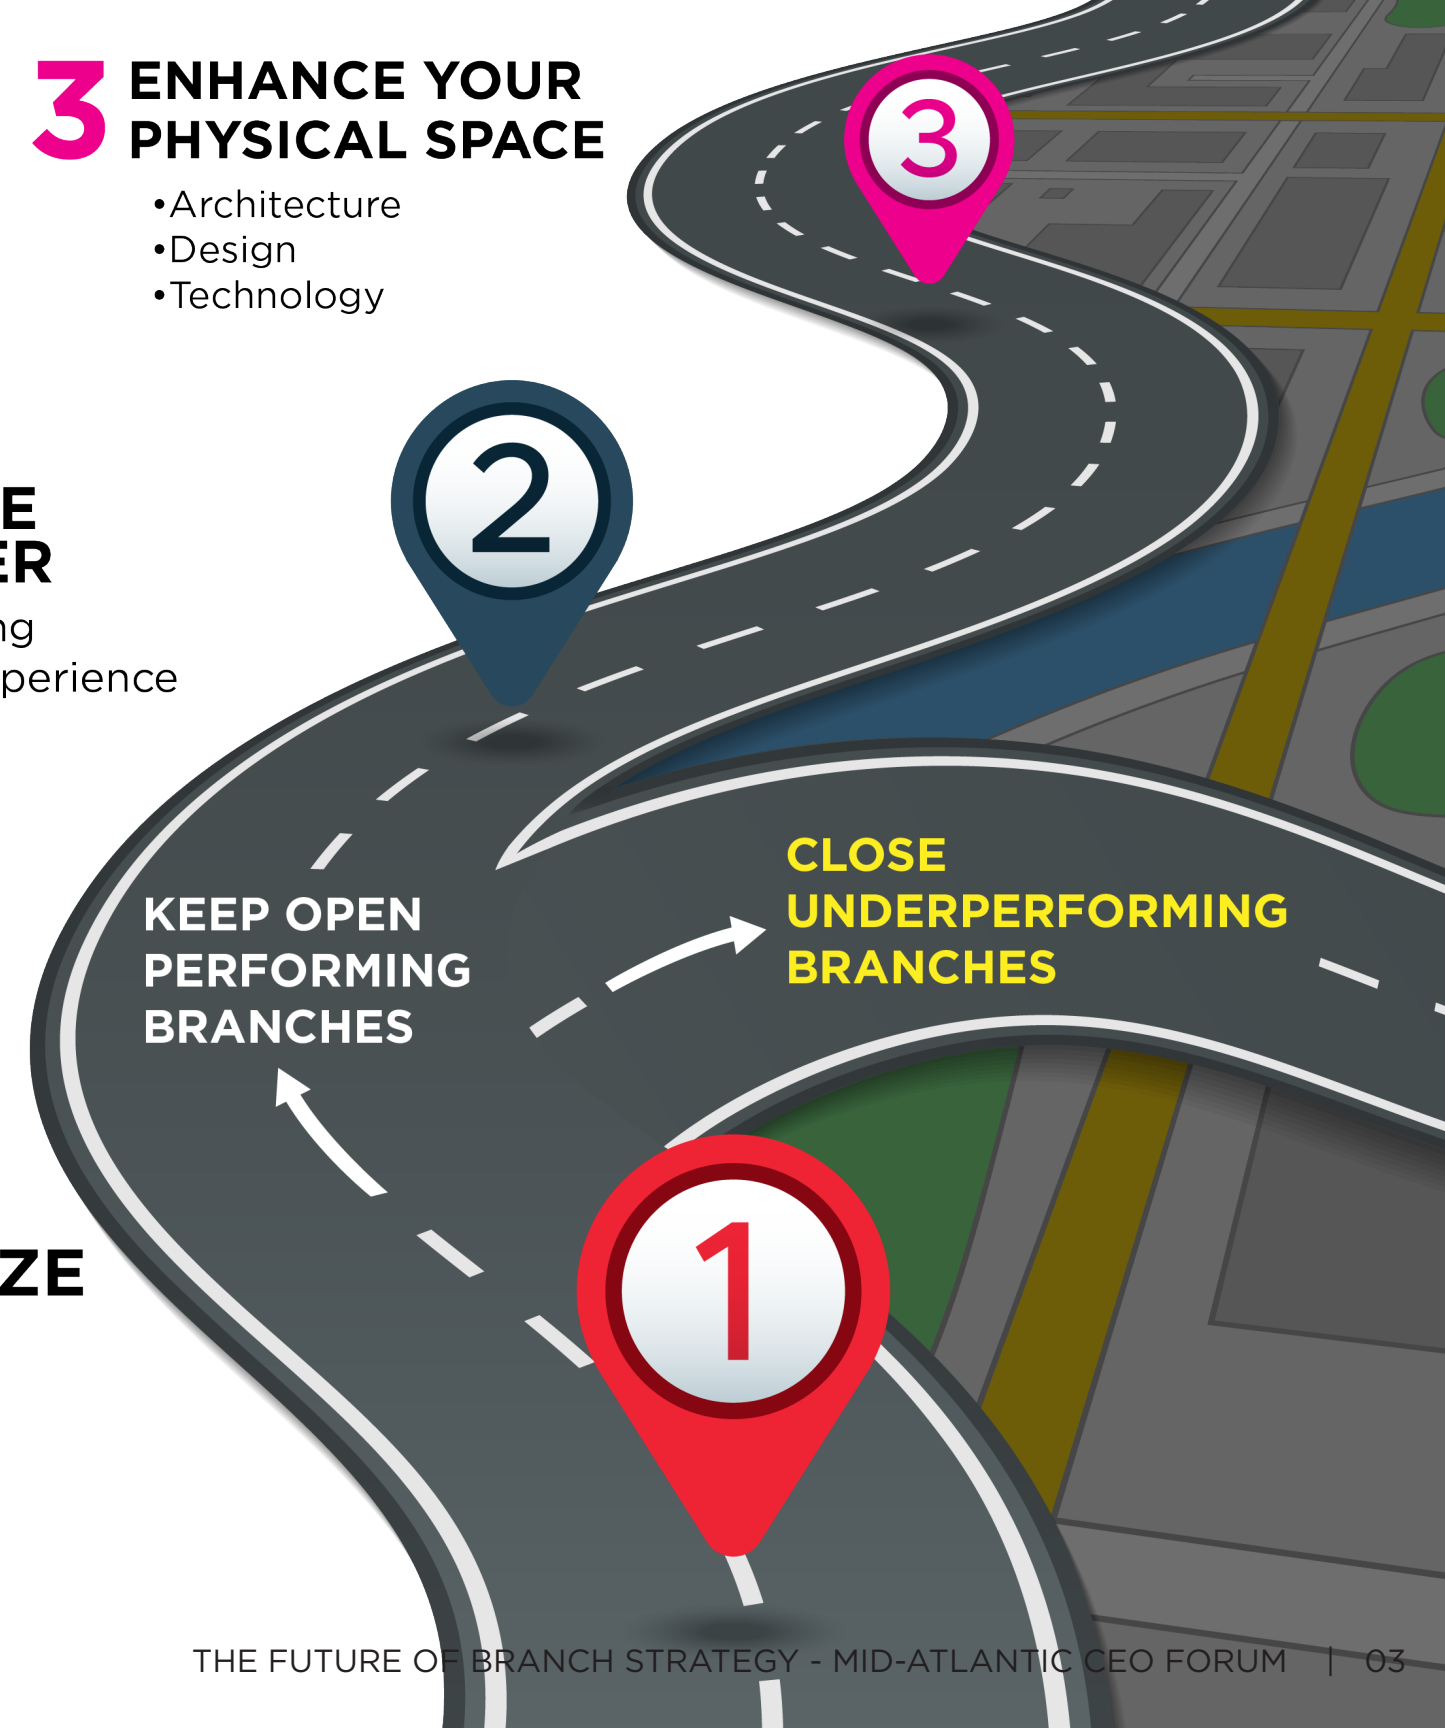 3 ENHANCE YOUR
PHYSICAL SPACE
•Architecture
•Design
•Technology
3
2
E
ER
ng
perience
CLOSE
UNDERPERFORMING
BRANCHES
KEEP OPEN
PERFORMING
BRANCHES
1
ZE
THE FUTURE OF BRANCH STRATEGY - MID-ATLANTIC CEO FORUM | 03